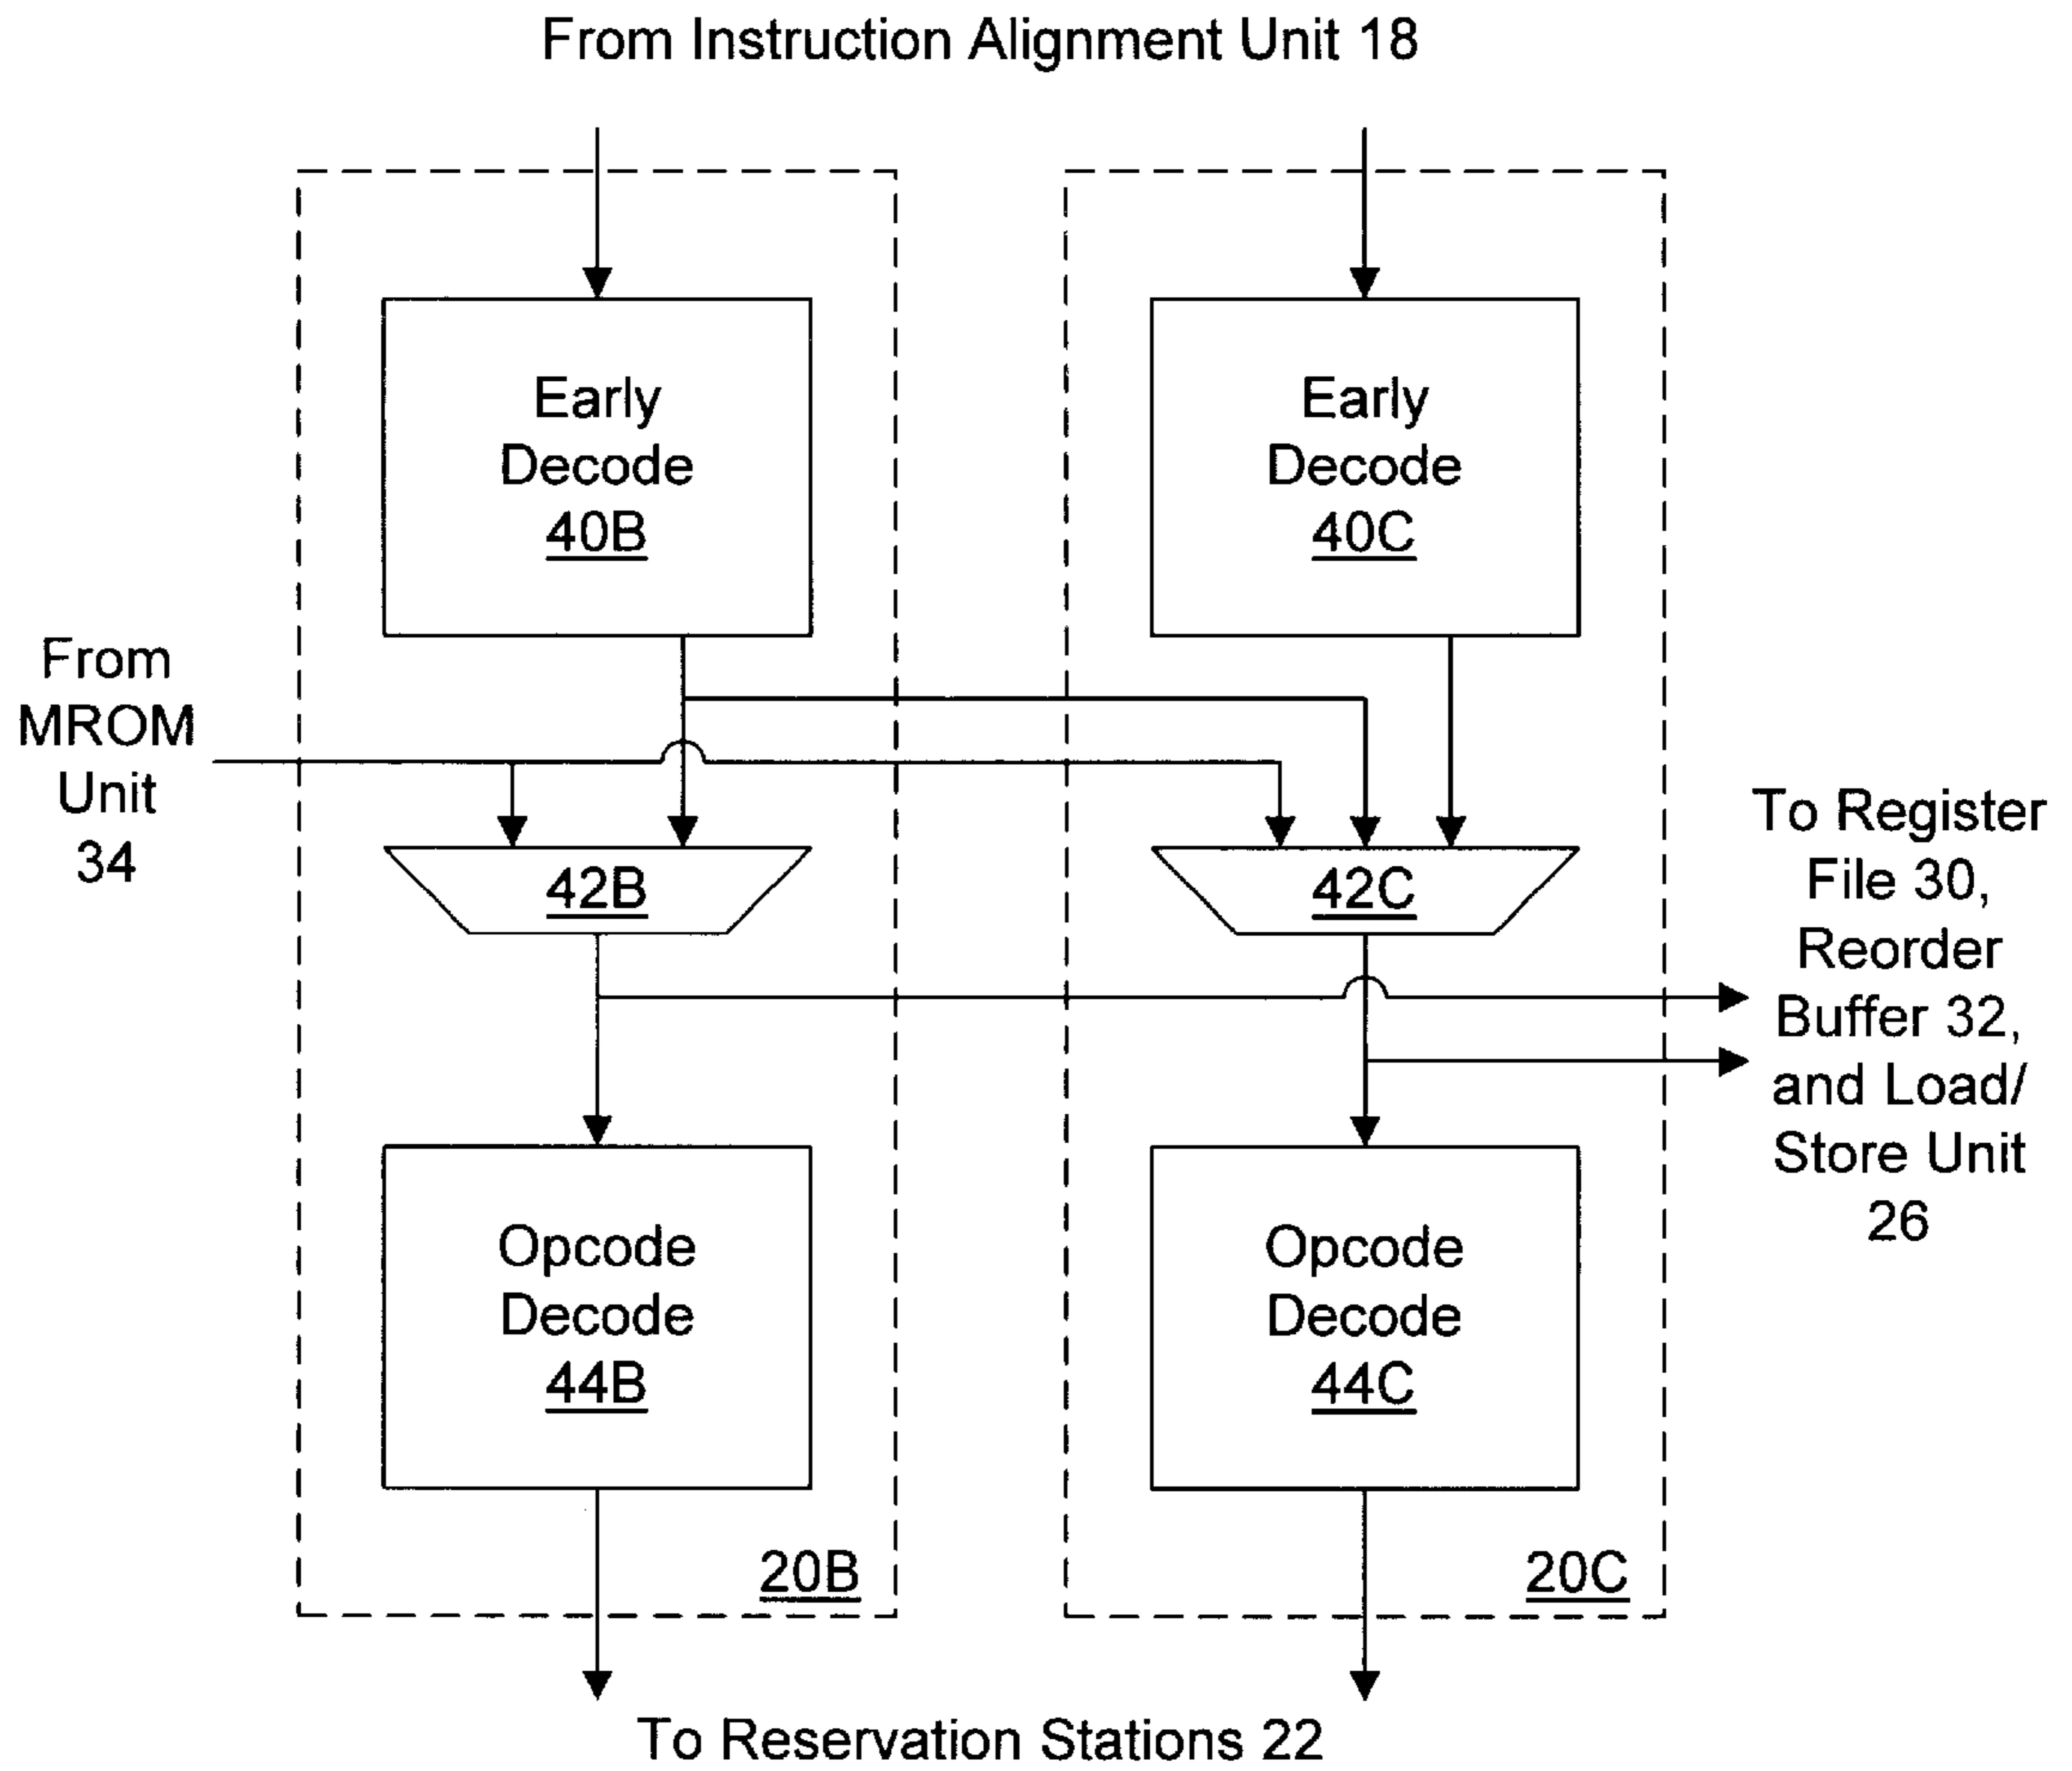 From Instruction Alignment Unit 18
Early
Decode
40B
Early
Decode
40C
From
MROM
Unit
34
42B
42C
To Register
File 30,
Reorder
Buffer 32,
and Load/
Store Unit
26
Opcode
Decode
44B
Opcode
Decode
44C
20B
20C
To Reservation Stations 22